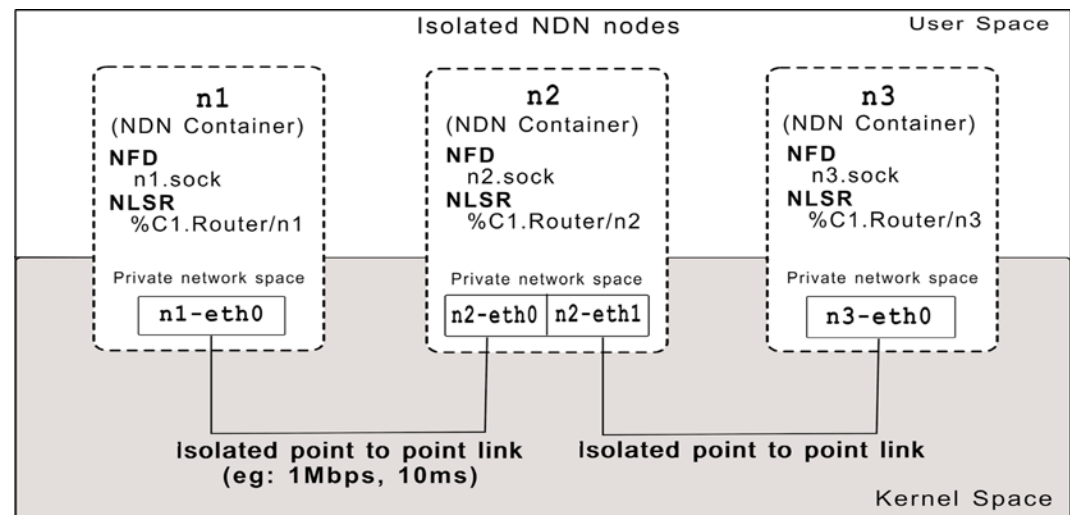 Isolated NDN nodes
User Space
n1
(NDN Container)
NFD
n1.sock
NLSR
%C1.Router/n1
Private network space
n1-eth0
n2
(NDN Container)
NFD
n2.sock
NLSR
%C1.Router/n2
Private network space
n2-eth0
n2-eth1
n3
(NDN Container)
NFD
n3.sock
NLSR
%C1.Router/n3
Private network space
n3-eth0
Isolated point to point link
(eg: 1Mbps, 10ms)
Isolated point to point link
Kernel Space